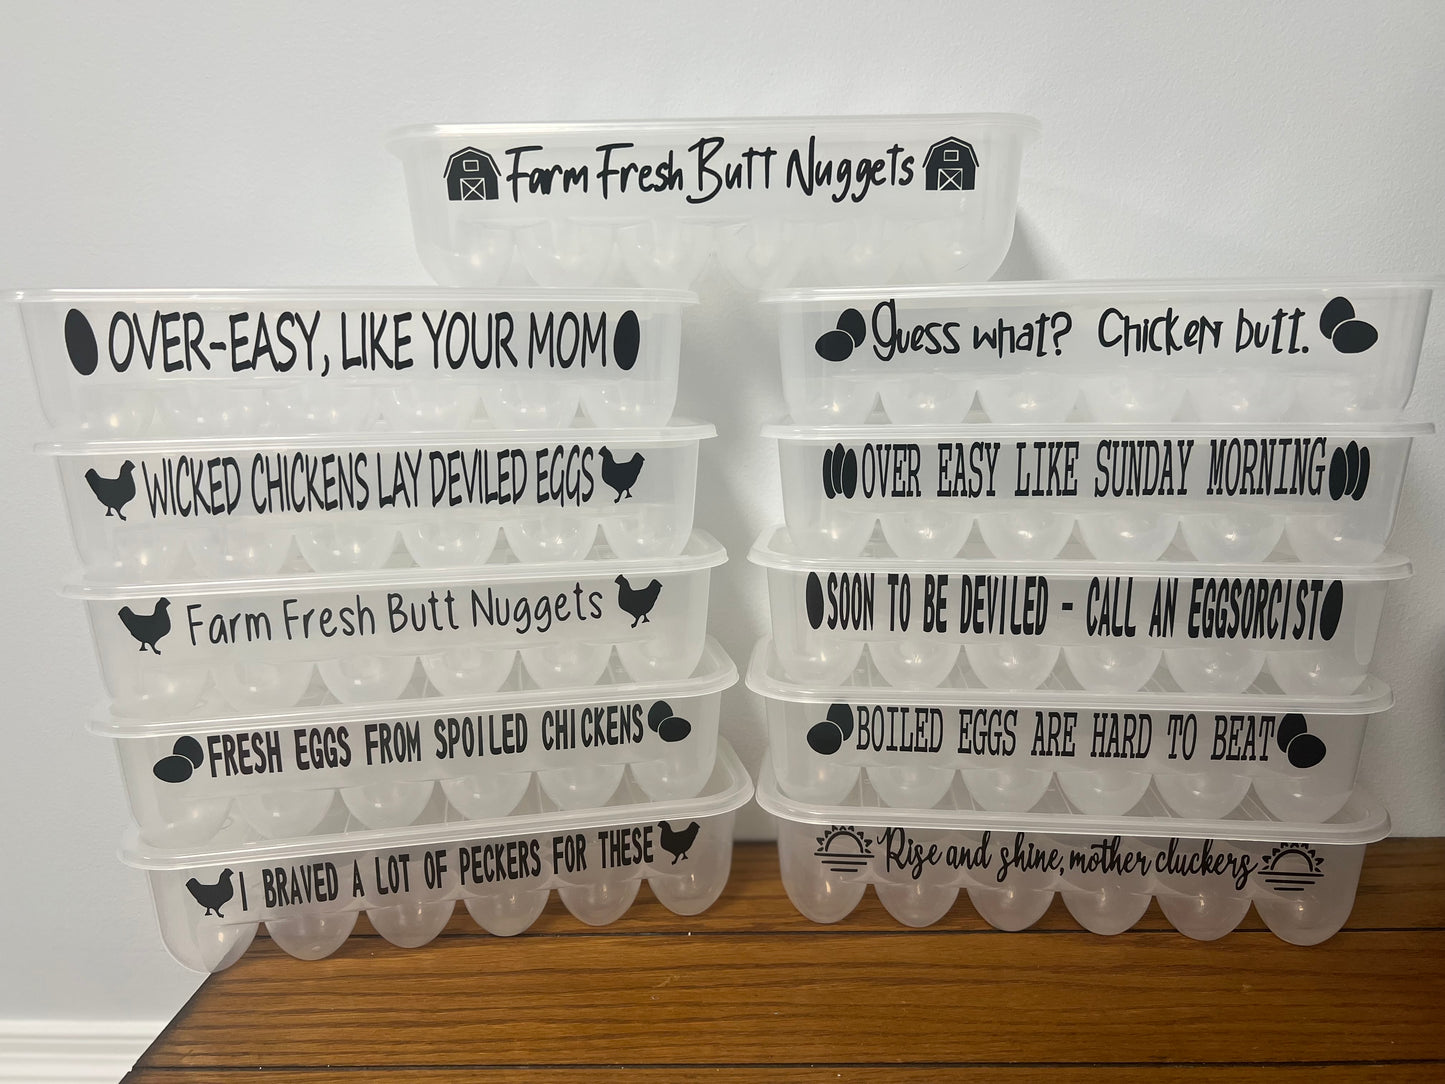 Farm Fresh Butt Nuggets
OVER-EASY, LIKE YOUR MOM
WICKED CHICKENS LAY DEVILED EGGS
Farm Fresh Butt Nuggets
FRESH EGGS FROM SPOILED CHICKENS
I BRAVED A LOT OF PECKERS FOR THESE
Guess what? Chicken butt.
OVER EASY LIKE SUNDAY MORNING
SOON TO BE DEVILED - CALL AN EGGSORCIST
BOILED EGGS ARE HARD TO BEAT
Rise and shine, mother cluckers